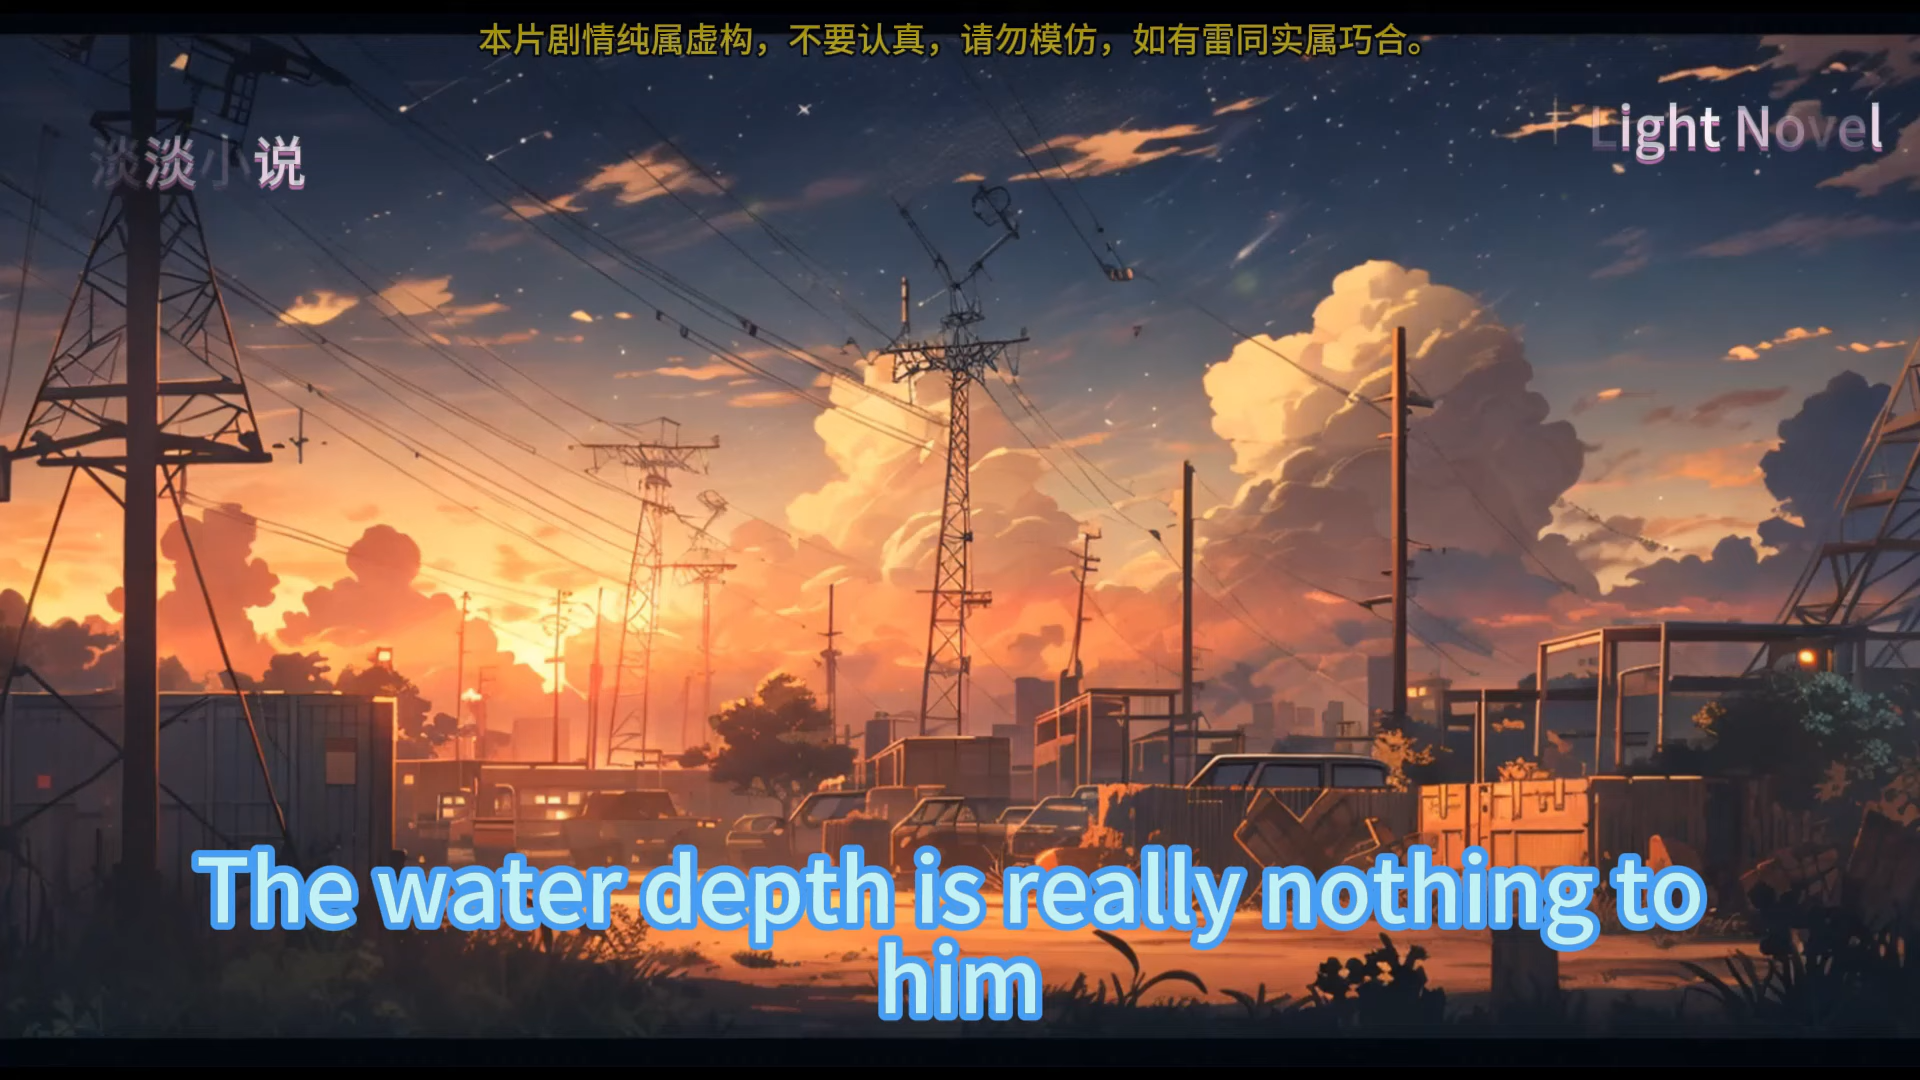 本片剧情纯属虚构，不要认真，请勿模仿，如有雷同实属巧合。
淡淡小说
Light Novel
The water depth is really nothing to
him